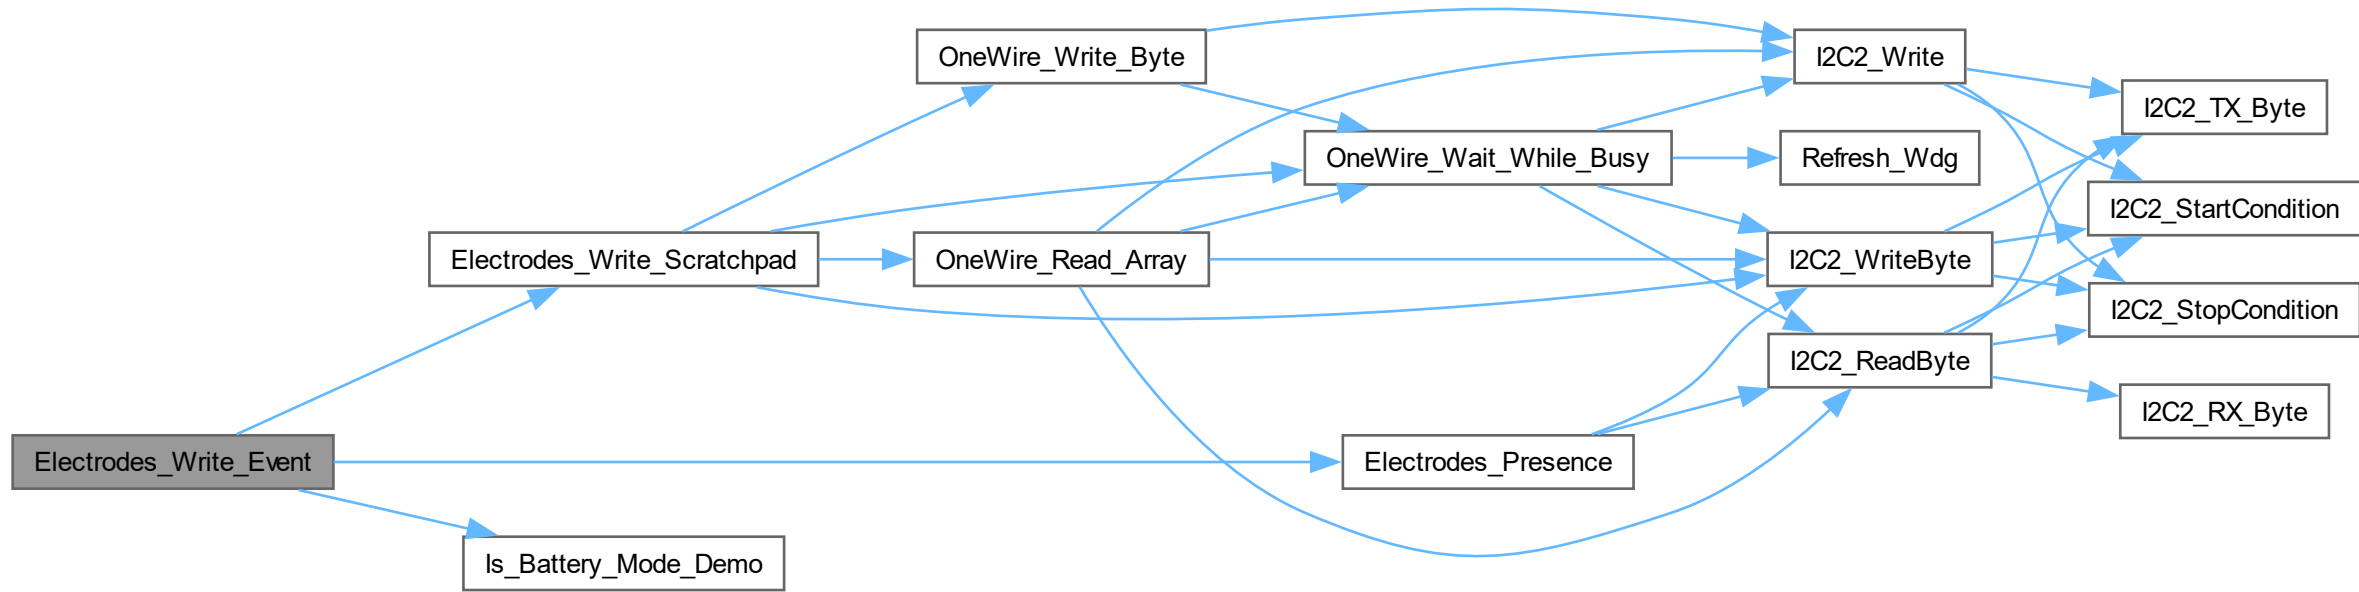 OneWire_Write_Byte
I2C2_Write
I2C2_TX_Byte
OneWire_Wait_While_Busy
Refresh_Wdg
I2C2_StartCondition
Electrodes_Write_Scratchpad
OneWire_Read_Array
I2C2_WriteByte
I2C2_StopCondition
I2C2_ReadByte
I2C2_RX_Byte
Electrodes_Write_Event
Electrodes_Presence
Is_Battery_Mode_Demo